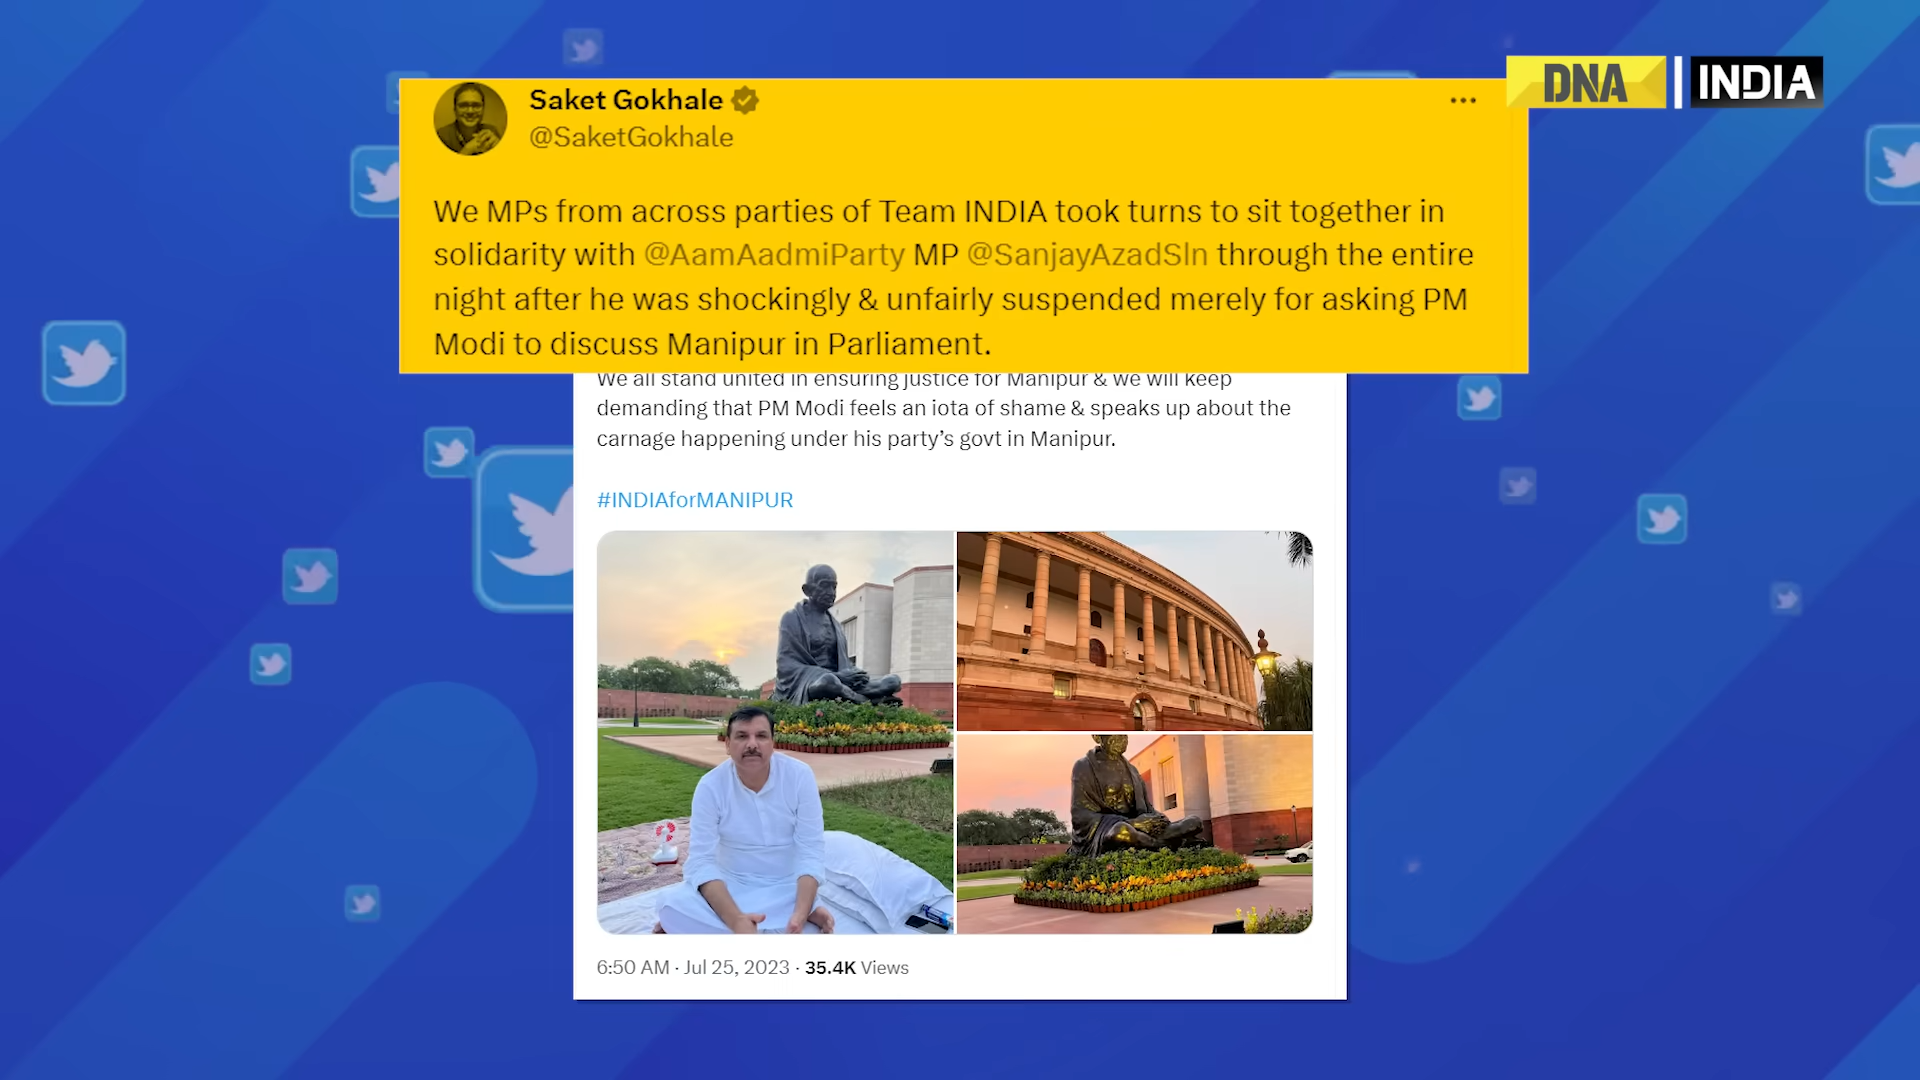 DNA | INDIA
Saket Gokhale
@SaketGokhale
We MPs from across parties of Team INDIA took turns to sit together in
solidarity with @AamAadmiParty MP @SanjayAzadSln through the entire
night after he was shockingly & unfairly suspended merely for asking PM
Modi to discuss Manipur in Parliament.
We all stand united in ensuring justice for Manipur & we will keep
demanding that PM Modi feels an iota of shame & speaks up about the
carnage happening under his party’s govt in Manipur.
#INDIAforMANIPUR
6:50 AM · Jul 25, 2023 · 35.4K Views